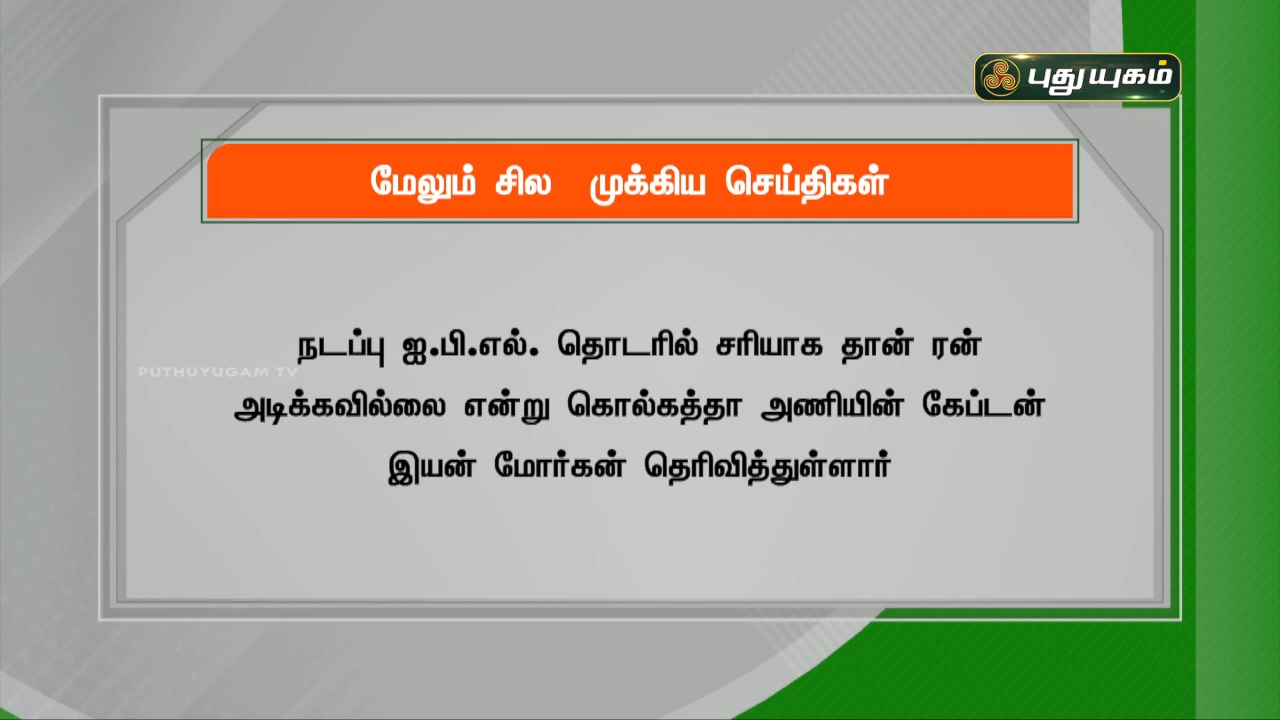 புதுயுகம்
மேலும் சில முக்கிய செய்திகள்
நடப்பு ஐ.பி.எல். தொடரில் சரியாக தான் ரன்
PUTHUYUGAM TV
அடிக்கவில்லை என்று கொல்கத்தா அணியின் கேப்டன்
இயன் மோர்கன் தெரிவித்துள்ளார்